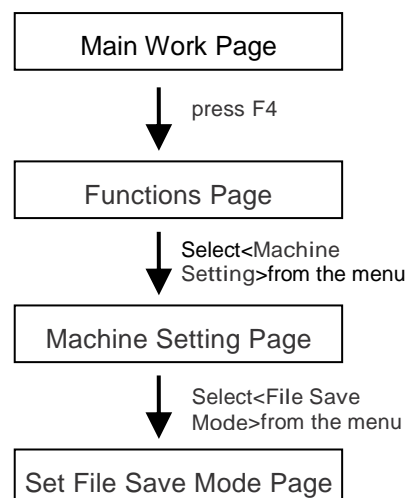 Main Work Page
press F4
Functions Page
Select<Machine
Setting>from the menu
Machine Setting Page
Select<File Save
Mode>from the menu
Set File Save Mode Page